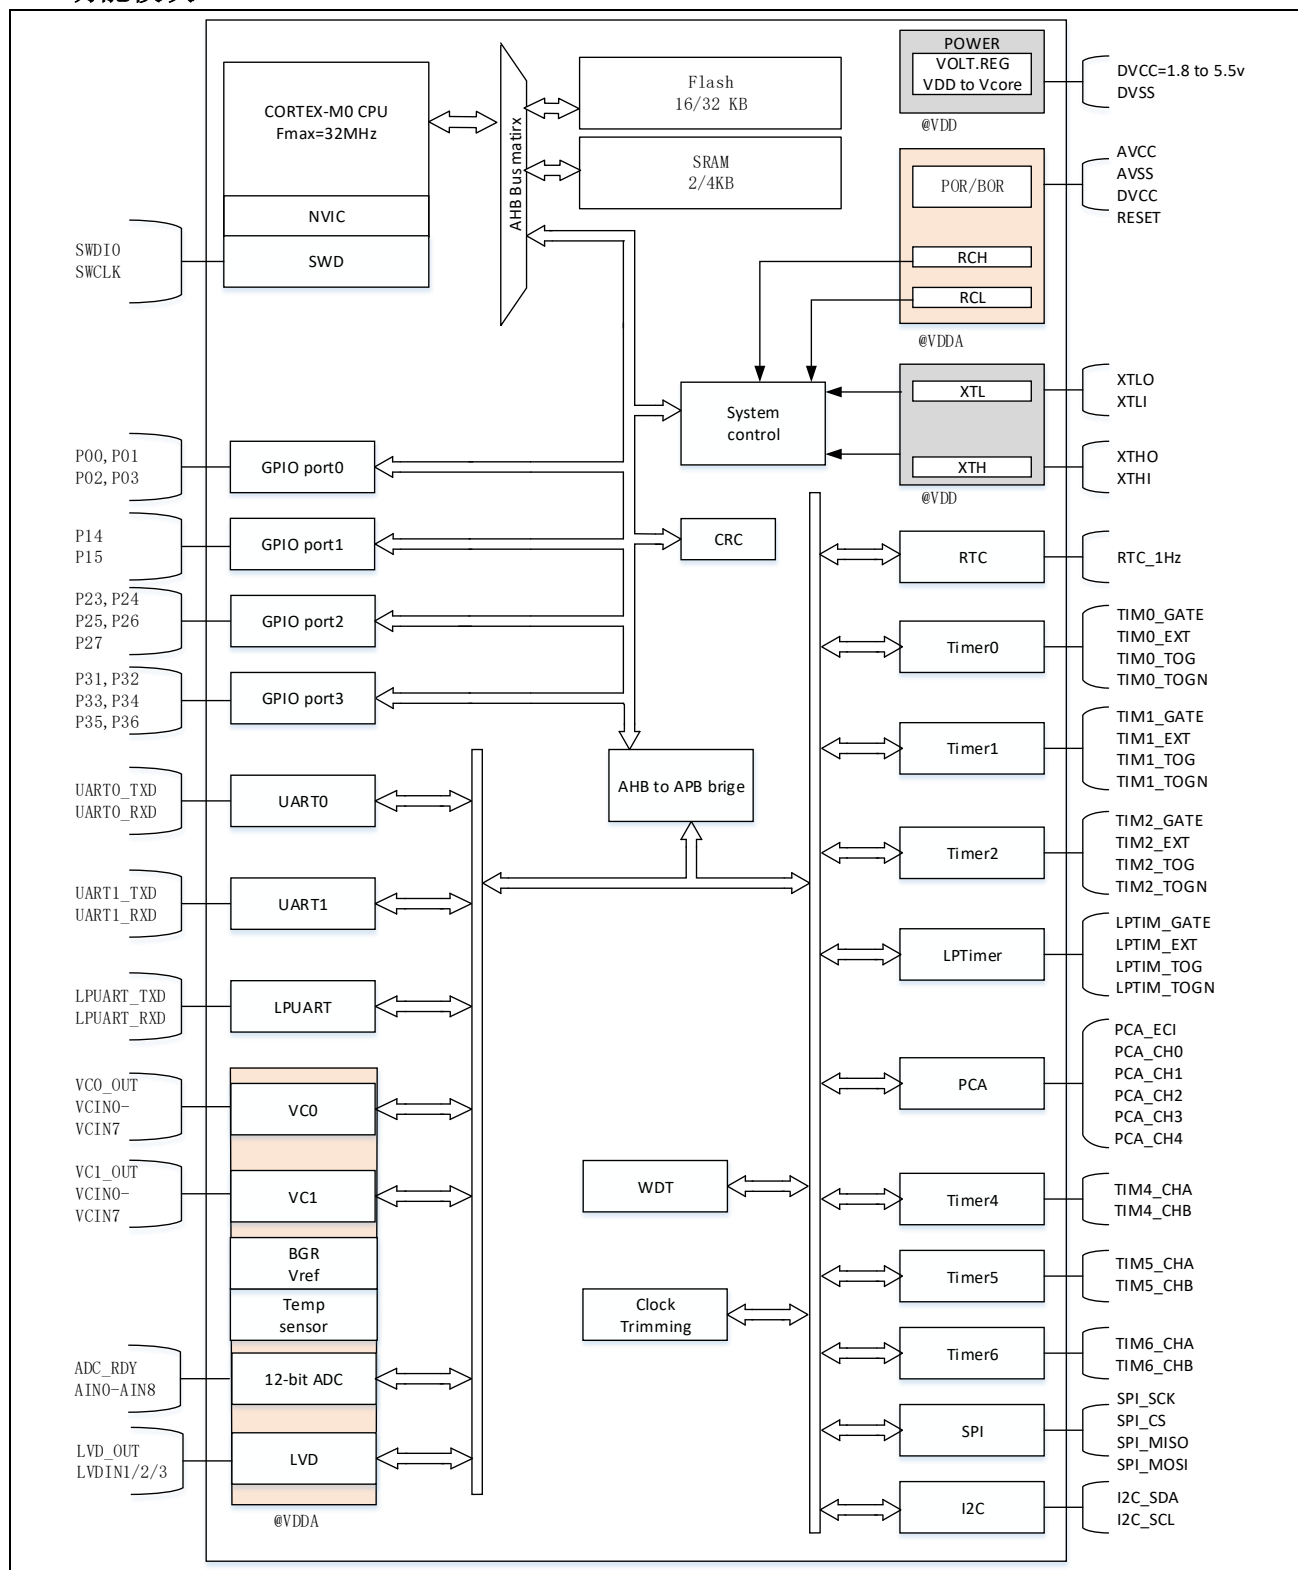 POWER
VOLT.REG
VDD to Vcore
@VDD
DVCC=1.8 to 5.5v
DVSS
CORTEX-M0 CPU
Fmax=32MHz
NVIC
SWD
SWDIO
SWCLK
AHB Bus matirx
Flash
16/32 KB
SRAM
2/4KB
POR/BOR
RCH
RCL
@VDDA
AVCC
AVSS
DVCC
RESET
System
control
XTL
XTH
@VDD
XTLO
XTLI
XTHO
XTHI
P00,P01
P02,P03
GPIO port0
P14
P15
GPIO port1
P23,P24
P25,P26
P27
GPIO port2
P31,P32
P33,P34
P35,P36
GPIO port3
CRC
AHB to APB brige
UART0_TXD
UART0_RXD
UART0
UART1_TXD
UART1_RXD
UART1
LPUART_TXD
LPUART_RXD
LPUART
VC0_OUT
VCIN0-
VCIN7
VC0
VC1_OUT
VCIN0-
VCIN7
VC1
BGR
Vref
Temp
sensor
ADC_RDY
AIN0-AIN8
12-bit ADC
LVD_OUT
LVDIN1/2/3
LVD
@VDDA
WDT
Clock
Trimming
RTC
RTC_1Hz
Timer0
TIM0_GATE
TIM0_EXT
TIM0_TOG
TIM0_TOGN
Timer1
TIM1_GATE
TIM1_EXT
TIM1_TOG
TIM1_TOGN
Timer2
TIM2_GATE
TIM2_EXT
TIM2_TOG
TIM2_TOGN
LPTimer
LPTIM_GATE
LPTIM_EXT
LPTIM_TOG
LPTIM_TOGN
PCA
PCA_ECI
PCA_CH0
PCA_CH1
PCA_CH2
PCA_CH3
PCA_CH4
Timer4
TIM4_CHA
TIM4_CHB
Timer5
TIM5_CHA
TIM5_CHB
Timer6
TIM6_CHA
TIM6_CHB
SPI
SPI_SCK
SPI_CS
SPI_MISO
SPI_MOSI
I2C
I2C_SDA
I2C_SCL